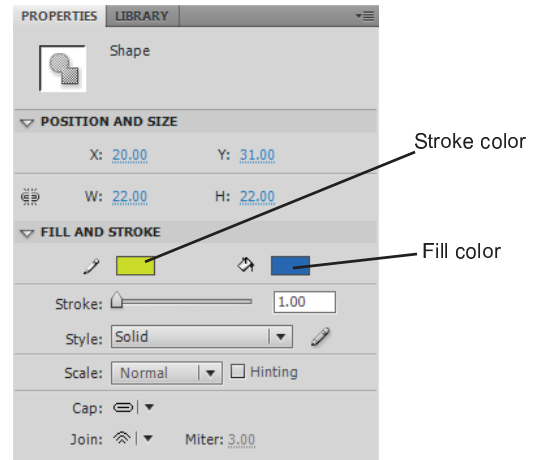 PROPERTIES LIBRARY
Shape
POSITION AND SIZE
Stroke color
X: 20.00 Y: 31.00
W: 22.00 H: 22.00
FILL AND STROKE
Fill color
Stroke: 1.00
Style: Solid
Scale: Normal Hinting
Cap:
Join: Miter: 3.00